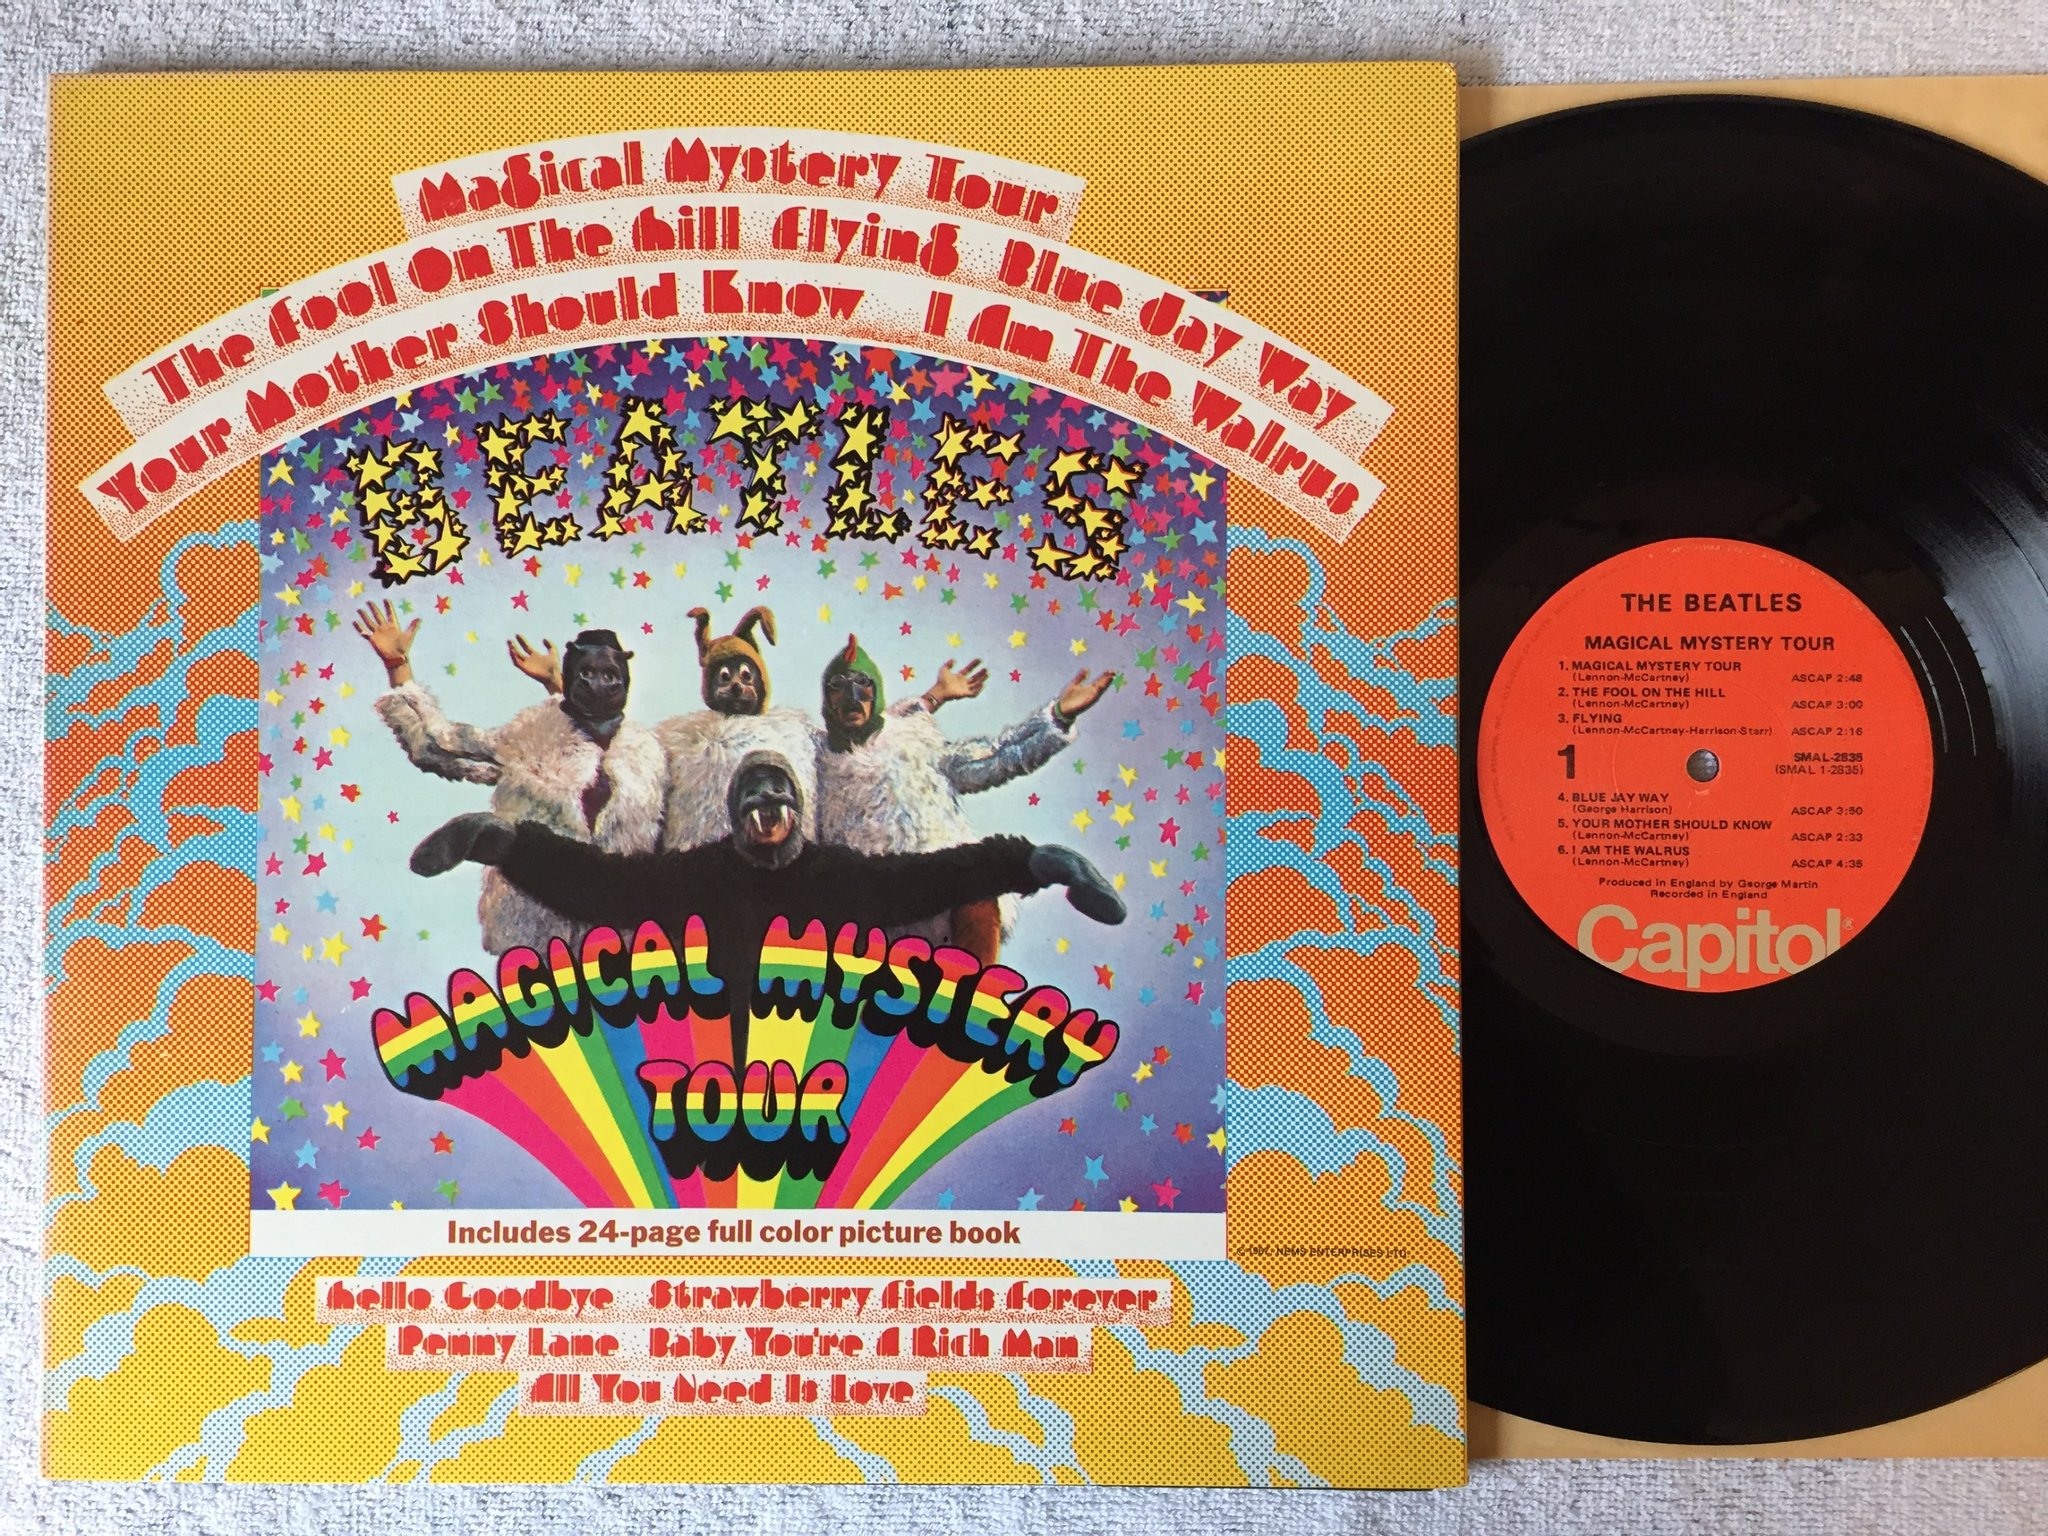 Magical Mystery Tour
The Fool On The Hill Flying Blue Jay Way
Your Mother Should Know I Am The Walrus
BEATLES
MAGICAL MYSTERY
TOUR
Includes 24-page full color picture book
© 1967 NEMS ENTERPRISES LTD.
Hello Goodbye Strawberry Fields Forever
Penny Lane Baby You're A Rich Man
All You Need Is Love
THE BEATLES
MAGICAL MYSTERY TOUR
1. MAGICAL MYSTERY TOUR
(Lennon-McCartney) ASCAP 2:48
2. THE FOOL ON THE HILL
(Lennon-McCartney) ASCAP 3:00
3. FLYING
(Lennon-McCartney-Harrison-Starr) ASCAP 2:16
1 SMAL-2835
(SMAL 1-2835)
4. BLUE JAY WAY
(George Harrison) ASCAP 3:50
5. YOUR MOTHER SHOULD KNOW
(Lennon-McCartney) ASCAP 2:33
6. I AM THE WALRUS
(Lennon-McCartney) ASCAP 4:35
Produced in England by George Martin
Recorded in England
Capitol®